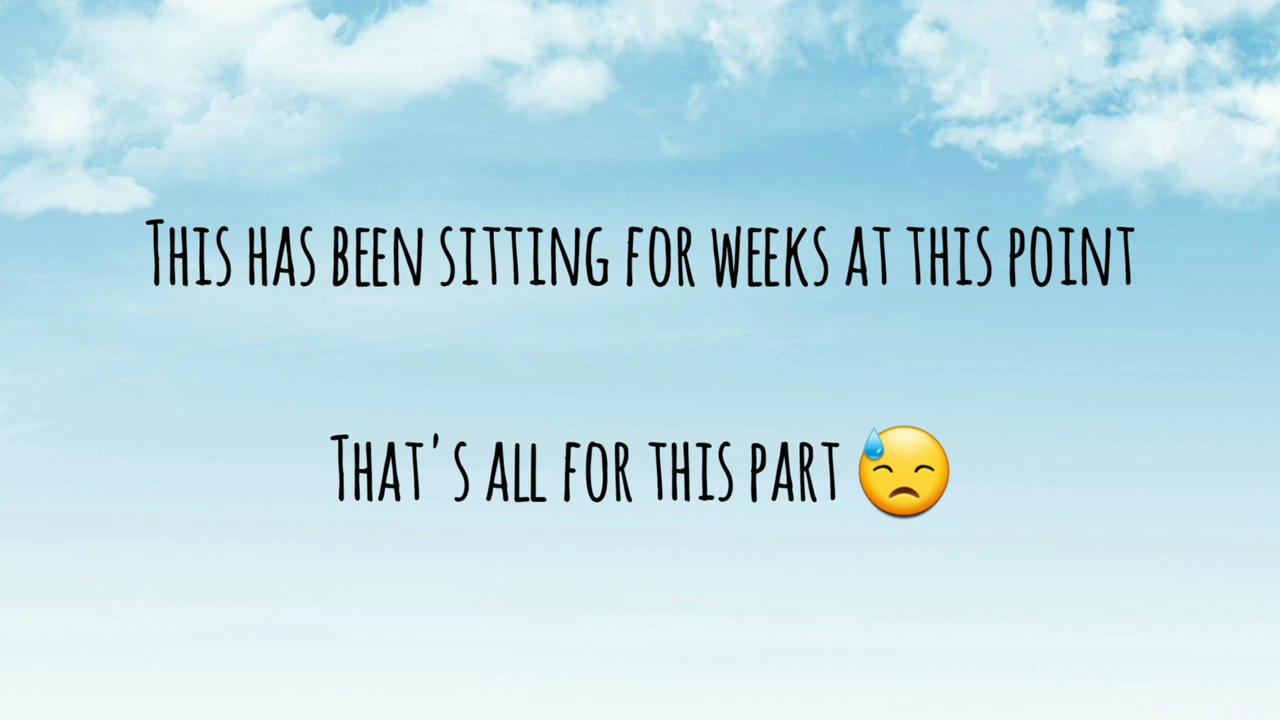 This has been sitting for weeks at this point
That's all for this part 😓